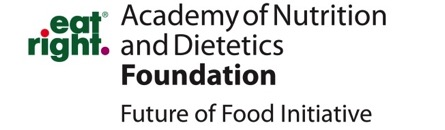 eat®
right.
Academy of Nutrition
and Dietetics
Foundation
Future of Food Initiative